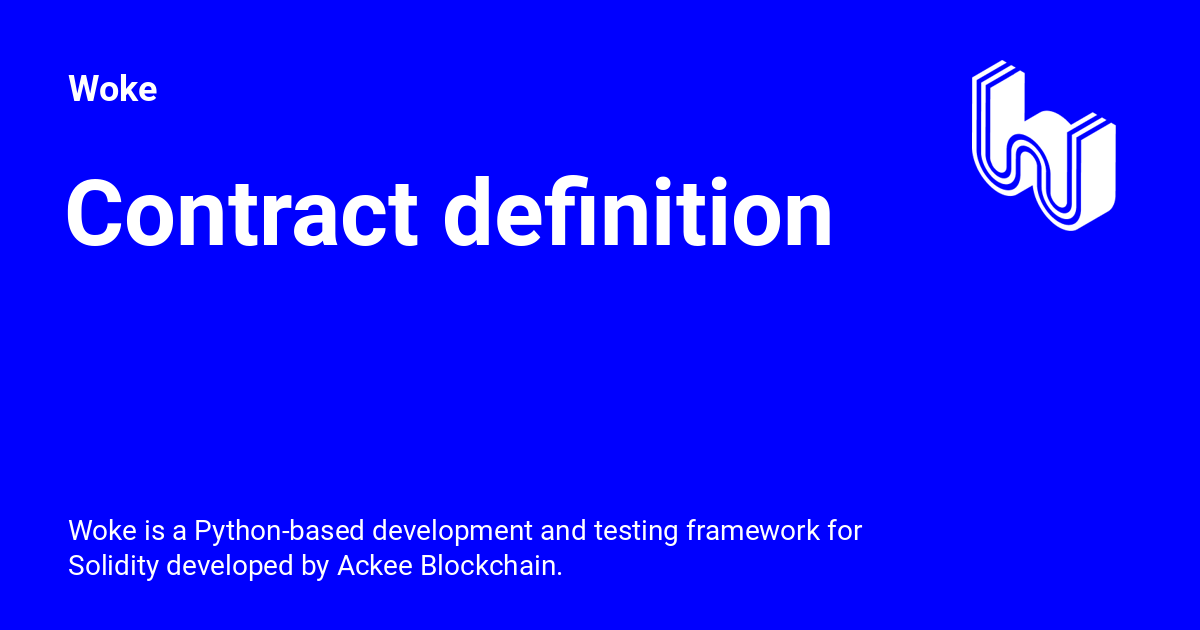 Woke
Contract definition
Woke is a Python-based development and testing framework for
Solidity developed by Ackee Blockchain.